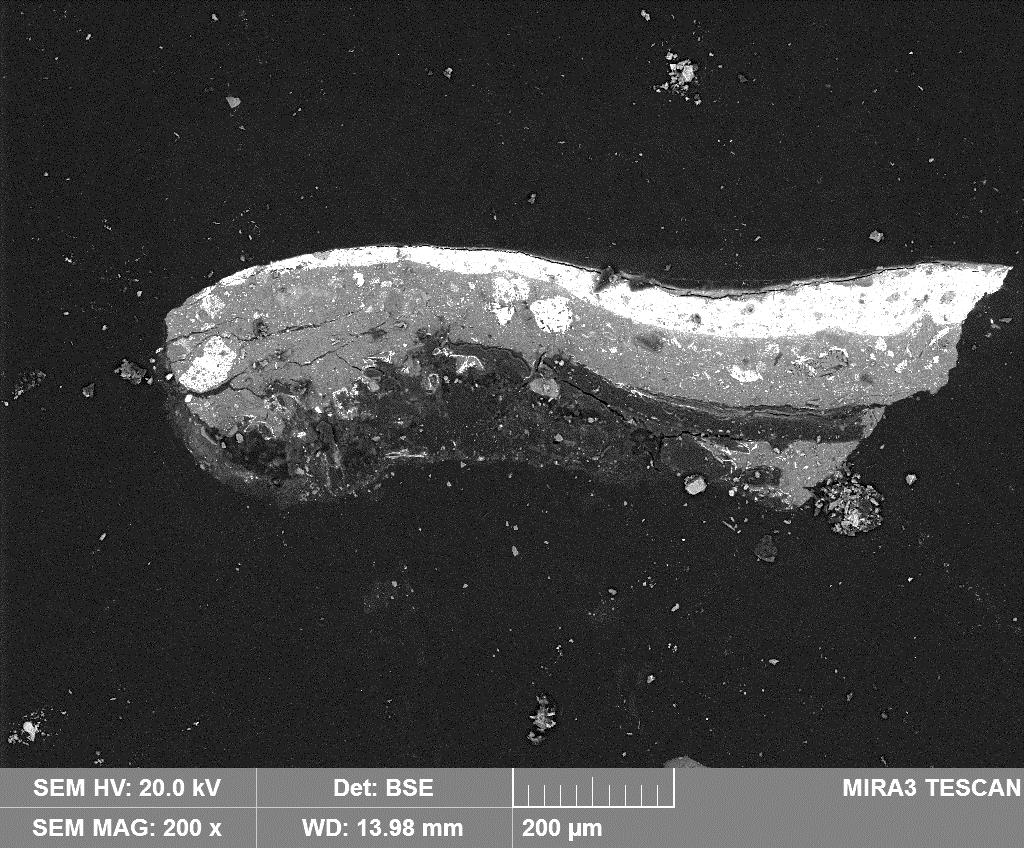 SEM HV: 20.0 kV Det: BSE MIRA3 TESCAN
SEM MAG: 200 x WD: 13.98 mm 200 µm